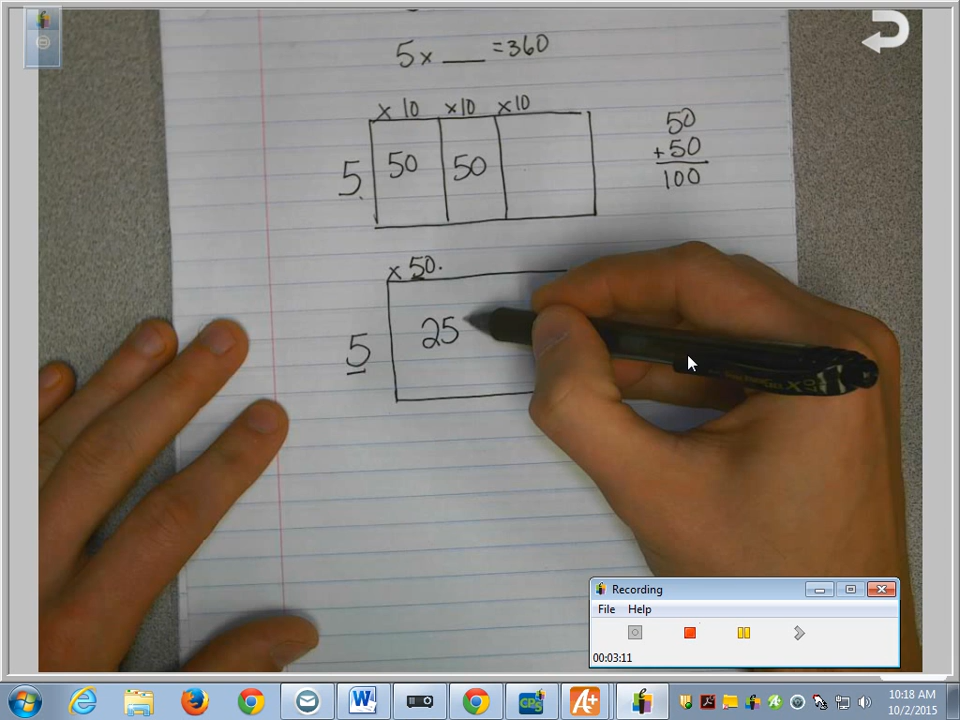 5 x ___ = 360
x 10 x 10 x 10
5. 50 50
50
+ 50
100
x 50.
5 25
Recording
File Help
00:03:11
10:18 AM
10/2/2015